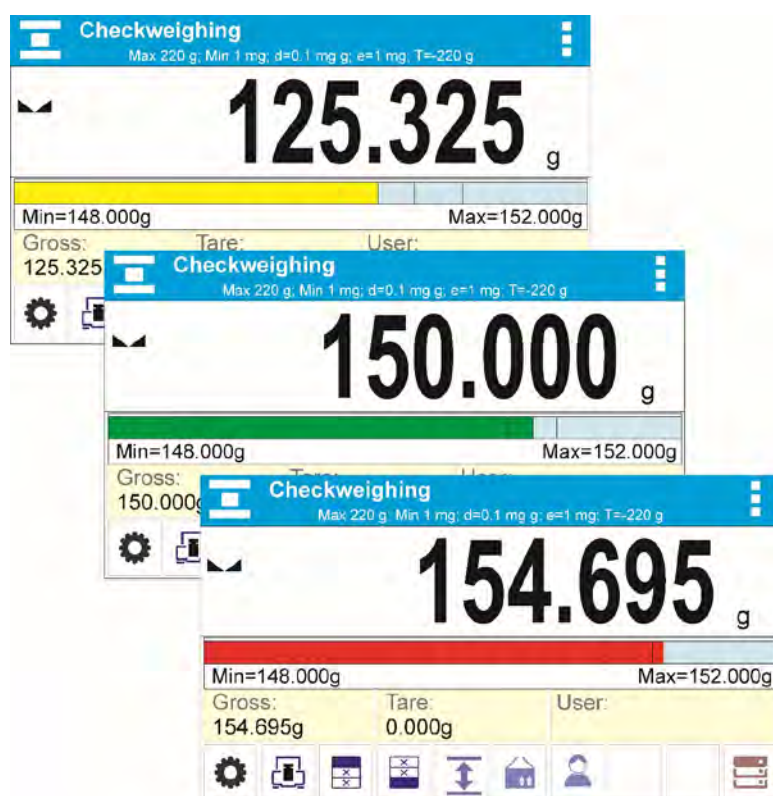 Checkweighing
Max 220 g; Min 1 mg; d=0.1 mg g; e=1 mg; T=-220 g
125.325 g
Min=148.000g Max=152.000g
Gross: Tare: User:
125.325
Checkweighing
Max 220 g; Min 1 mg; d=0.1 mg g; e=1 mg; T=-220 g
150.000 g
Min=148.000g Max=152.000g
Gross:
150.000g
Checkweighing
Max 220 g; Min 1 mg; d=0.1 mg g; e=1 mg; T=-220 g
154.695 g
Min=148.000g Max=152.000g
Gross: Tare: User:
154.695g 0.000g